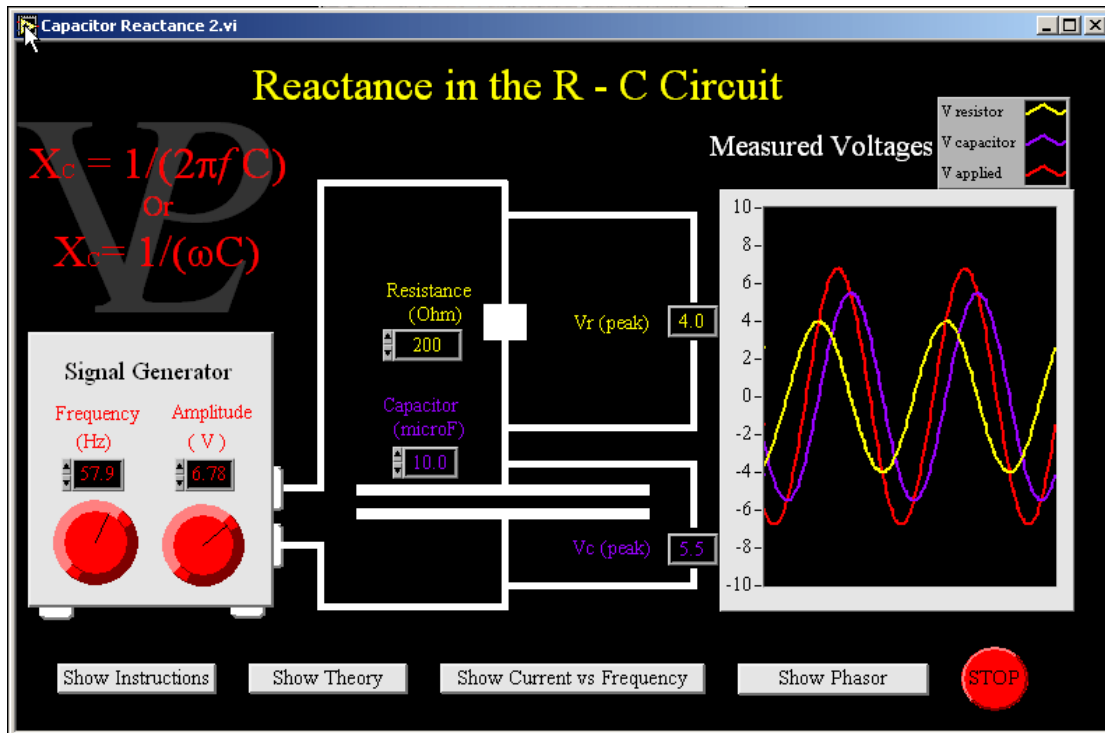 Capacitor Reactance 2.vi
Reactance in the R - C Circuit
VPL
X_C = 1/(2πf C)
Or
X_C = 1/(ωC)
Measured Voltages
V resistor
V capacitor
V applied
Resistance
(Ohm)
200
Vr (peak) 4.0
Capacitor
(microF)
10.0
Vc (peak) 5.5
Signal Generator
Frequency
(Hz)
57.9
Amplitude
( V )
6.78
10
8
6
4
2
0
-2
-4
-6
-8
-10
Show Instructions
Show Theory
Show Current vs Frequency
Show Phasor
STOP